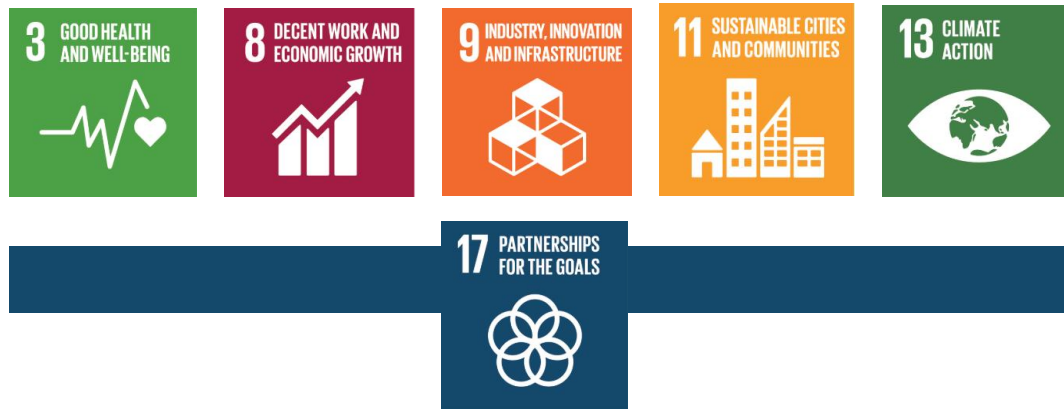 3 GOOD HEALTH
AND WELL-BEING
8 DECENT WORK AND
ECONOMIC GROWTH
9 INDUSTRY, INNOVATION
AND INFRASTRUCTURE
11 SUSTAINABLE CITIES
AND COMMUNITIES
13 CLIMATE
ACTION
17 PARTNERSHIPS
FOR THE GOALS